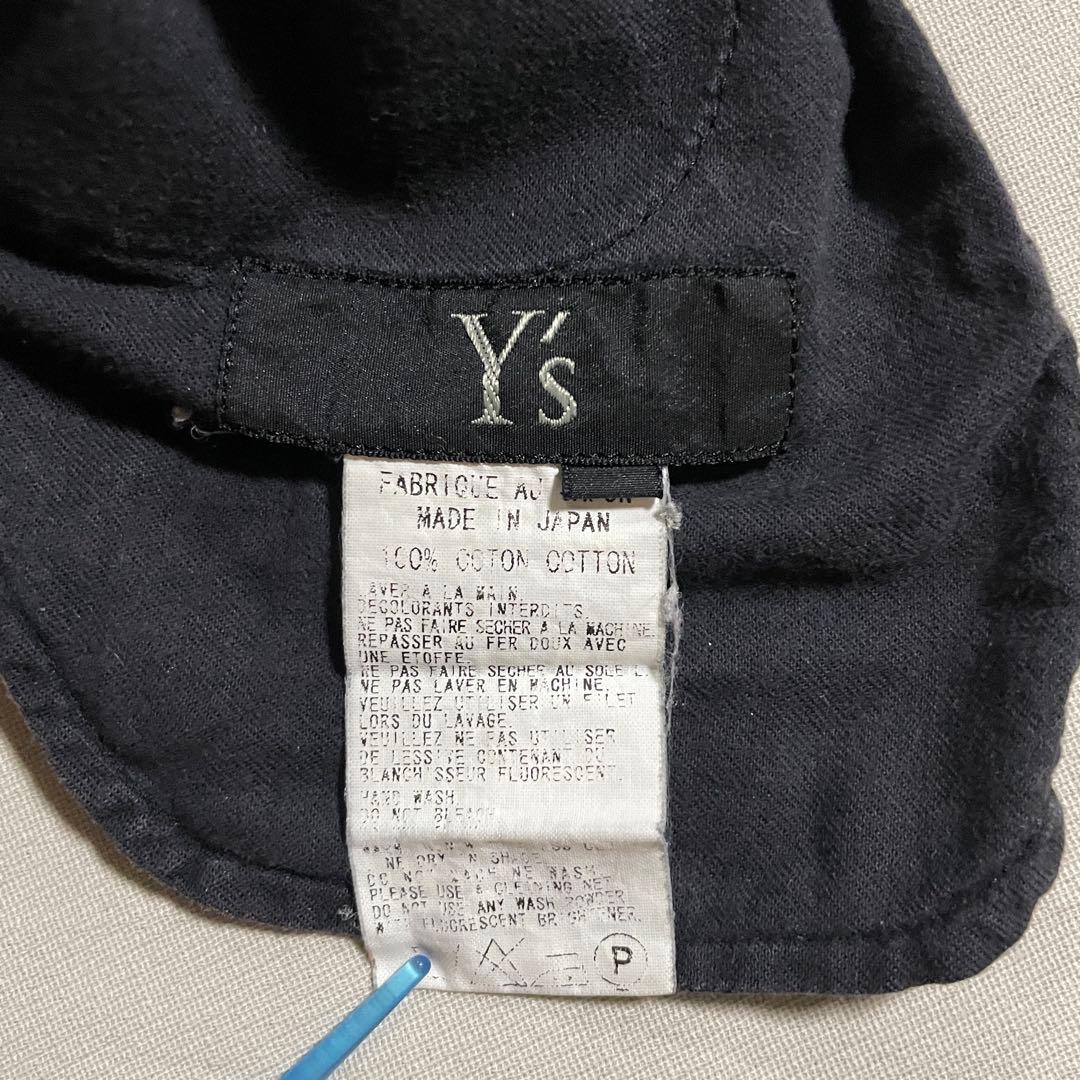 Y's
FABRIQUE AU
MADE IN JAPAN
100% COTON COTTON
LAVER A LA MAIN.
DECOLORANTS INTERDITS.
NE PAS FAIRE SECHER A LA MACHINE.
REPASSER AU FER DOUX AVEC
UNE ETOFFE.
NE PAS FAIRE SECHER AU SOLEIL.
NE PAS LAVER EN MACHINE.
VEUILLEZ UTILISER UN FILET
LORS DU LAVAGE.
VEUILLEZ NE PAS UTILISER
DE LESSIVE CONTENANT DU
BLANCHISSEUR FLUORESCENT.
HAND WASH.
DO NOT BLEACH.
DRY IN SHADE.
DO NOT MACHINE WASH.
PLEASE USE A CLEANING NET.
DO NOT USE ANY WASH POWDER
WITH FLUORESCENT BRIGHTENER.
P